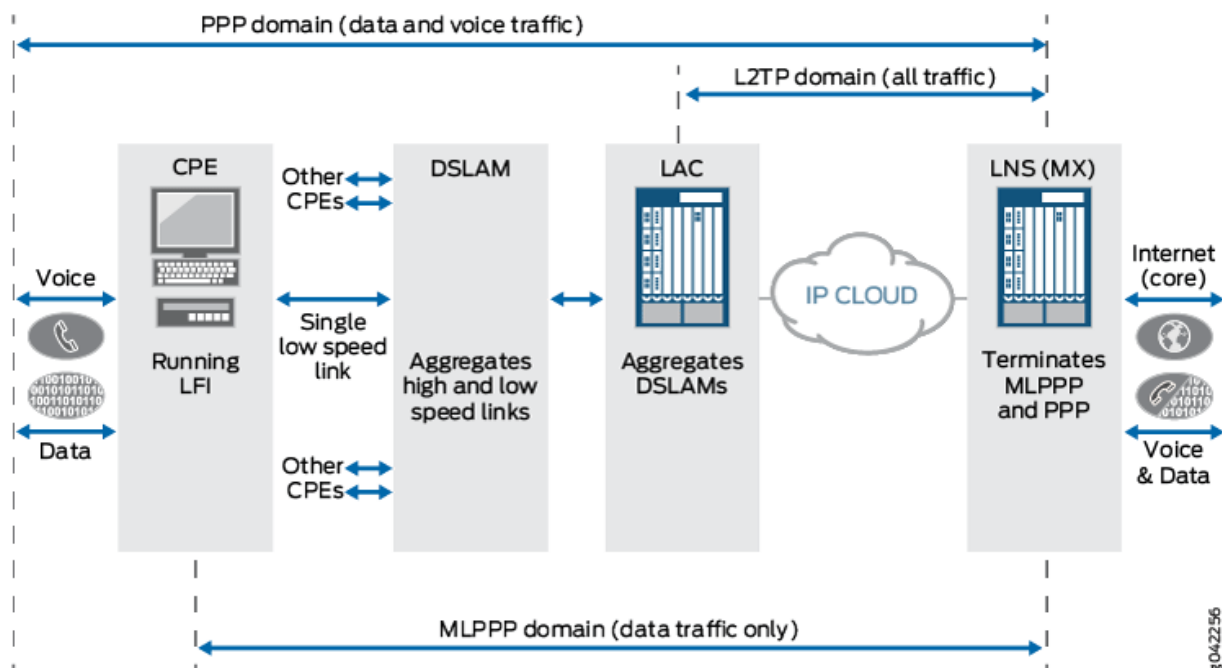 PPP domain (data and voice traffic)
L2TP domain (all traffic)
CPE
Running
LFI
Voice
Data
Other
CPEs
Single
low speed
link
Other
CPEs
DSLAM
Aggregates
high and low
speed links
LAC
Aggregates
DSLAMs
IP CLOUD
LNS (MX)
Terminates
MLPPP
and PPP
Internet
(core)
Voice
& Data
MLPPP domain (data traffic only)
g042256